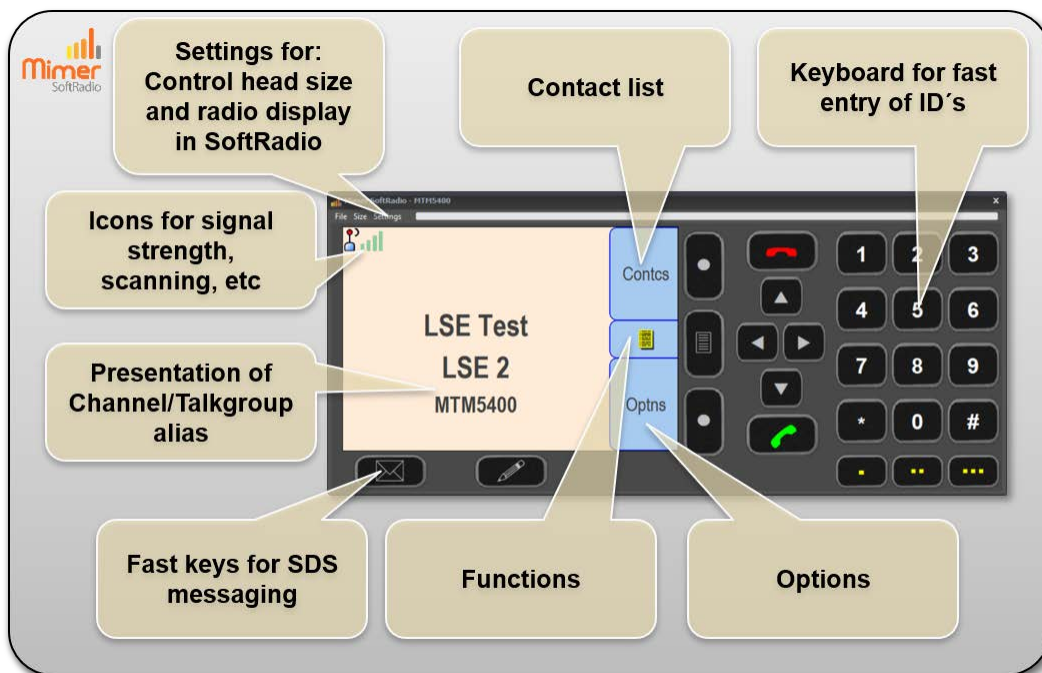 Mimer
SoftRadio
Settings for:
Control head size
and radio display
in SoftRadio
Contact list
Keyboard for fast
entry of ID´s
Icons for signal
strength,
scanning, etc
Presentation of
Channel/Talkgroup
alias
SoftRadio - MTM5400
x
File Size Settings
Contcs
LSE Test
LSE 2
MTM5400
Optns
1 2 3
4 5 6
7 8 9
* 0 #
Fast keys for SDS
messaging
Functions
Options